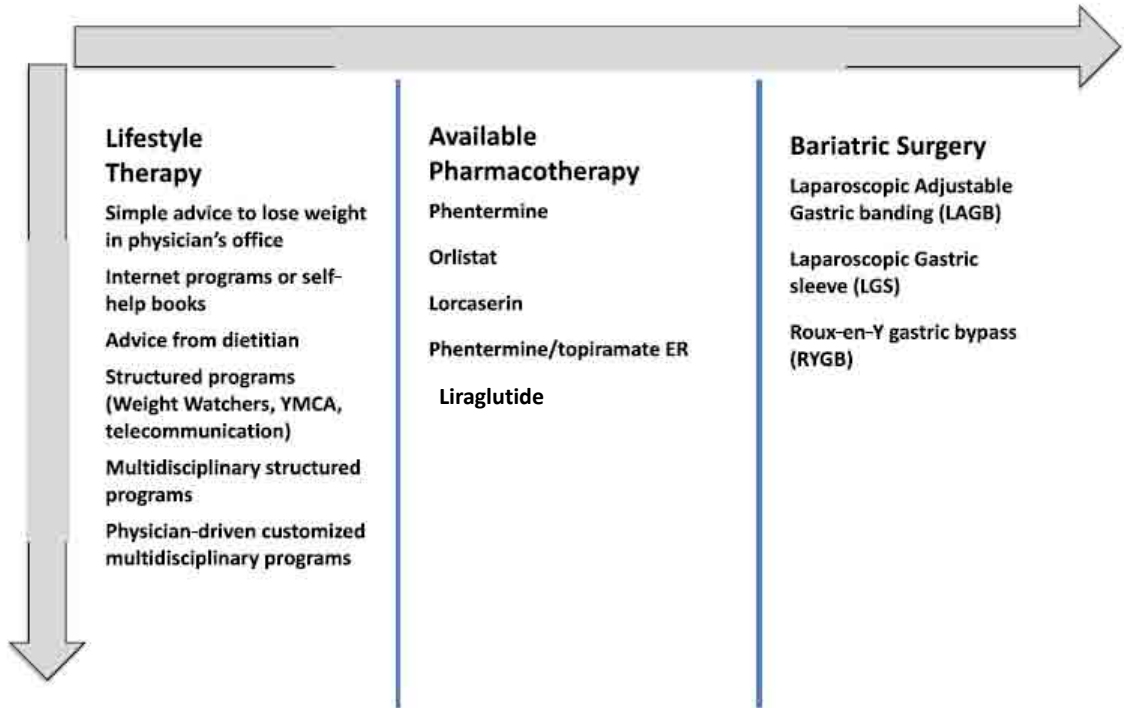 Lifestyle
Therapy
Simple advice to lose weight
in physician's office
Internet programs or self-
help books
Advice from dietitian
Structured programs
(Weight Watchers, YMCA,
telecommunication)
Multidisciplinary structured
programs
Physician-driven customized
multidisciplinary programs
Available
Pharmacotherapy
Phentermine
Orlistat
Lorcaserin
Phentermine/topiramate ER
Liraglutide
Bariatric Surgery
Laparoscopic Adjustable
Gastric banding (LAGB)
Laparoscopic Gastric
sleeve (LGS)
Roux-en-Y gastric bypass
(RYGB)